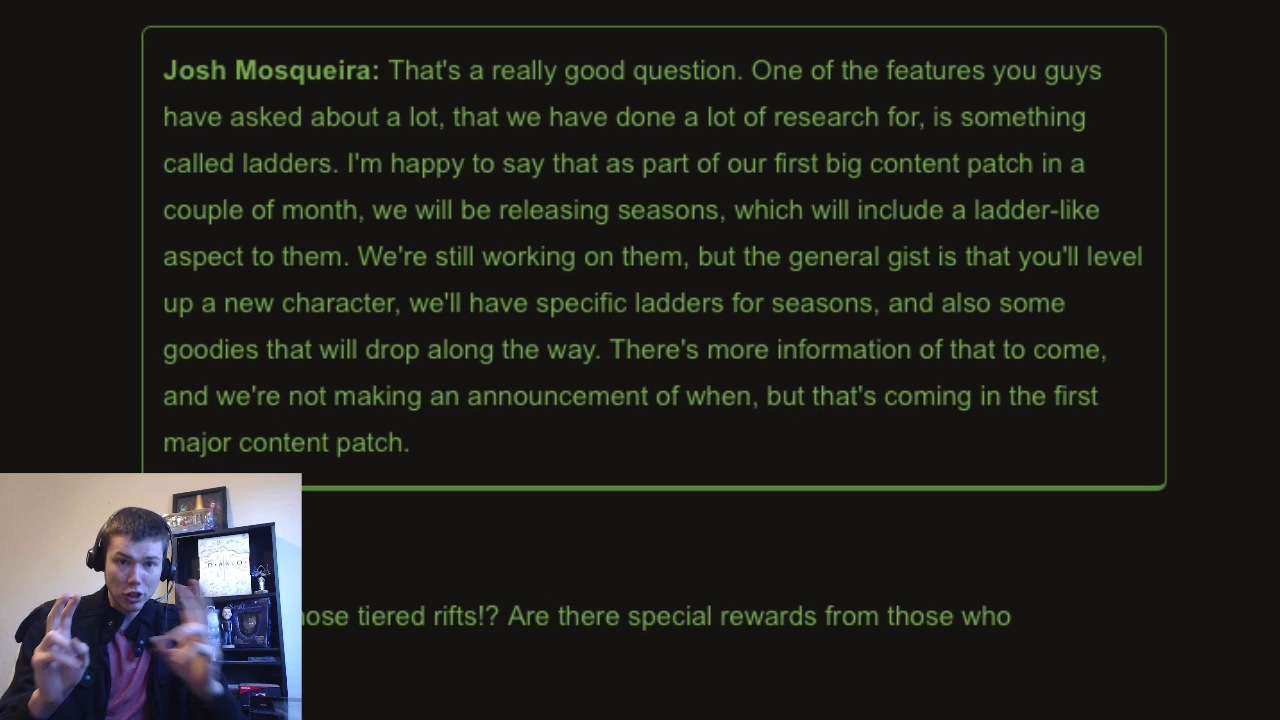 Josh Mosqueira: That's a really good question. One of the features you guys
have asked about a lot, that we have done a lot of research for, is something
called ladders. I'm happy to say that as part of our first big content patch in a
couple of month, we will be releasing seasons, which will include a ladder-like
aspect to them. We're still working on them, but the general gist is that you'll level
up a new character, we'll have specific ladders for seasons, and also some
goodies that will drop along the way. There's more information of that to come,
and we're not making an announcement of when, but that's coming in the first
major content patch.
DIABLO
tiered rifts!? Are there special rewards from those who